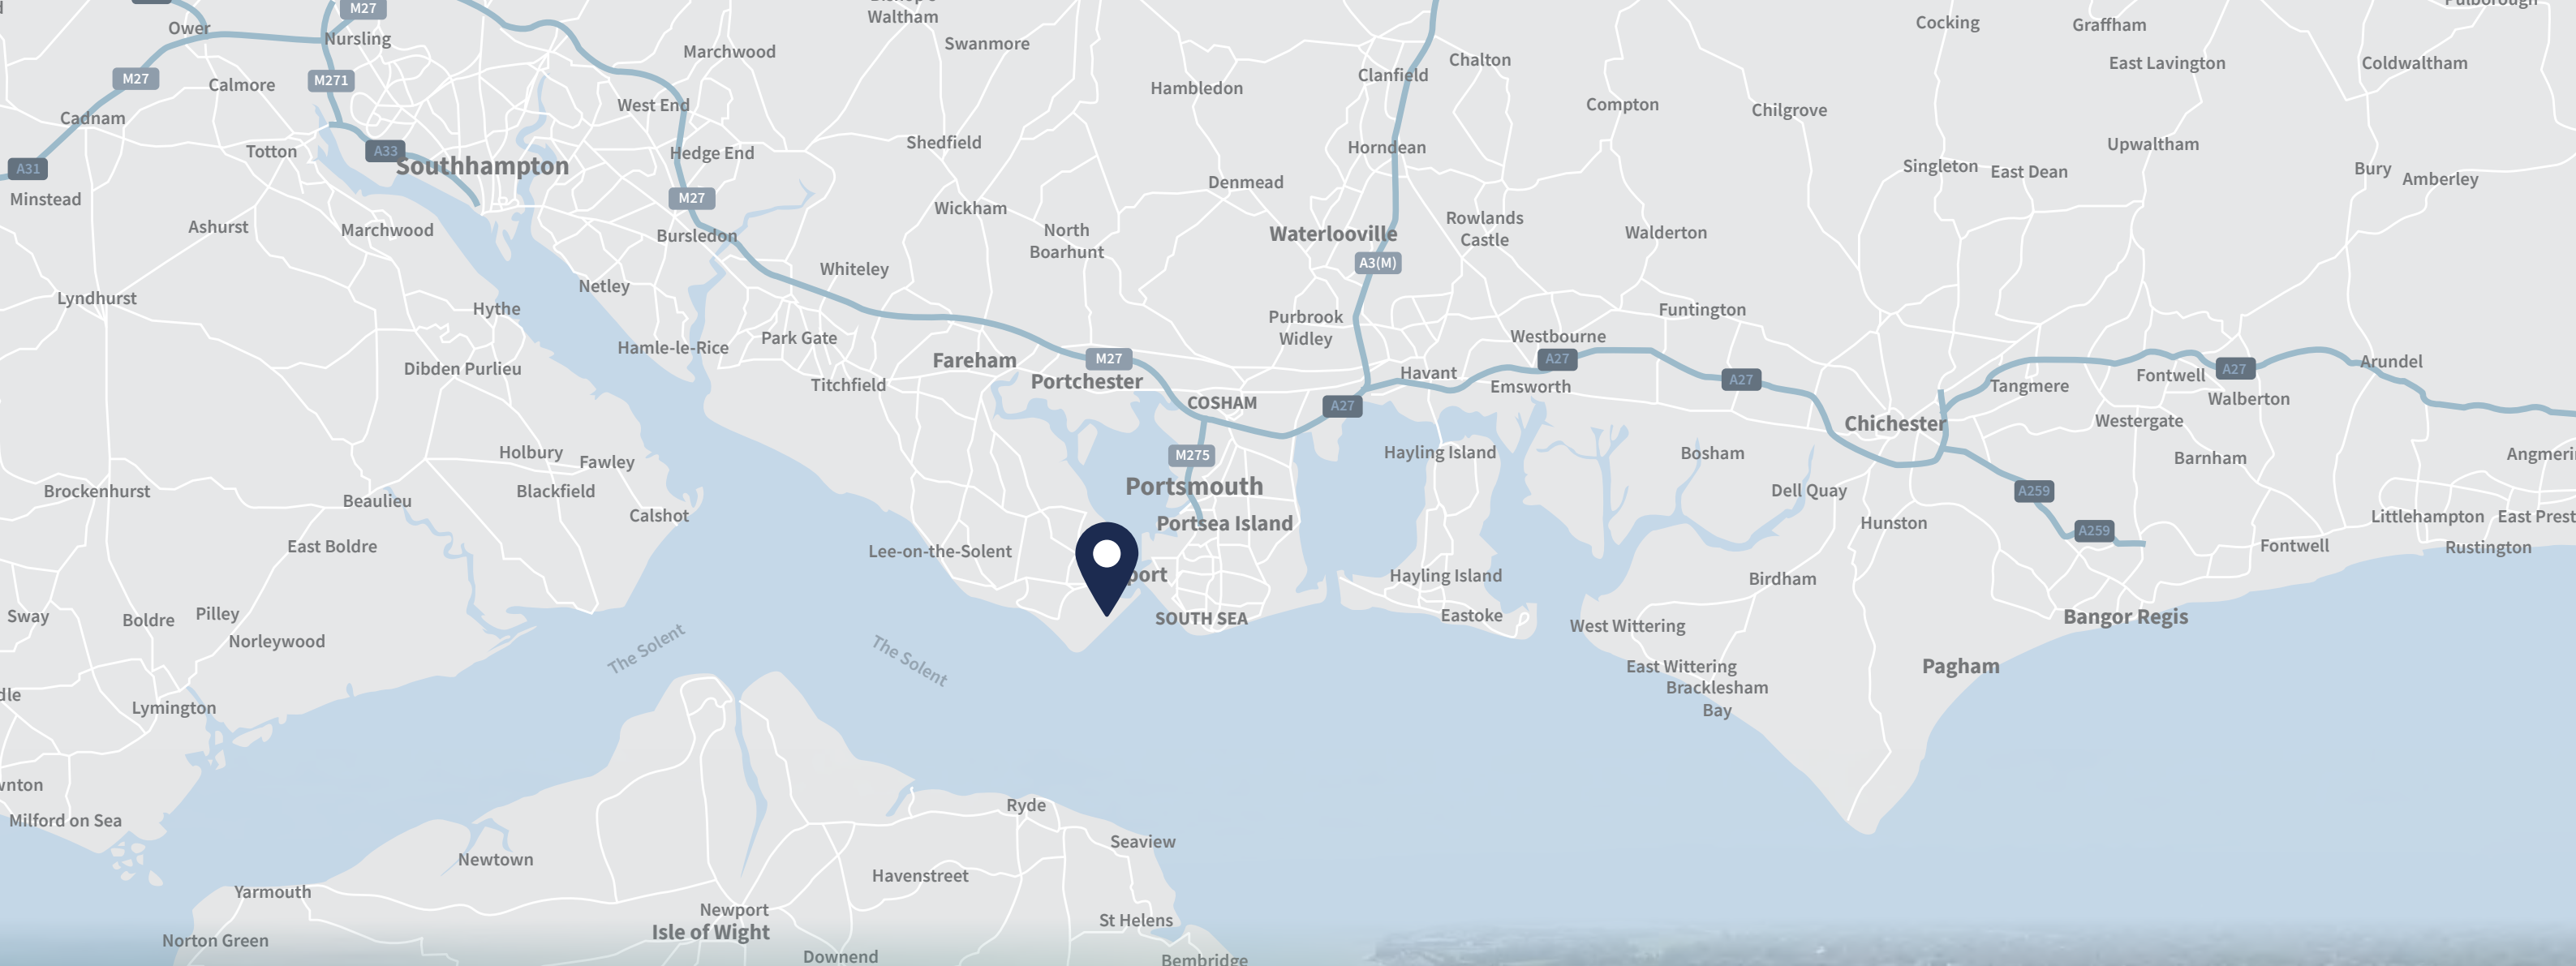 Ower
M27
Nursling
Waltham
Swanmore
Marchwood
Cocking
Graffham
M27
Calmore
M271
West End
Hambledon
Clanfield
Chalton
Compton
Chilgrove
East Lavington
Coldwaltham
Cadnam
Totton
A33
Southhampton
Hedge End
Shedfield
Horndean
Upwaltham
A31
Minstead
M27
Denmead
Singleton
East Dean
Bury
Amberley
Ashurst
Marchwood
Bursledon
Wickham
North
Boarhunt
Waterlooville
Rowlands
Castle
Walderton
A3(M)
Lyndhurst
Netley
Whiteley
Hythe
Purbrook
Widley
Funtington
Hamle-le-Rice
Park Gate
Fareham
M27
Westbourne
A27
Dibden Purlieu
Titchfield
Portchester
COSHAM
A27
Havant
Emsworth
A27
Tangmere
Fontwell
A27
Arundel
Walberton
Chichester
Westergate
Holbury
Fawley
M275
Hayling Island
Bosham
Barnham
Brockenhurst
Beaulieu
Blackfield
Calshot
Portsmouth
Portsea Island
Dell Quay
Hunston
A259
Littlehampton
East Boldre
Lee-on-the-Solent
port
Hayling Island
Birdham
A259
Fontwell
Rustington
Sway
Boldre
Pilley
Norleywood
SOUTH SEA
Eastoke
West Wittering
Bangor Regis
The Solent
The Solent
East Wittering
Bracklesham
Bay
Pagham
Lymington
Milford on Sea
Ryde
Seaview
Newtown
Havenstreet
Yarmouth
Newport
Isle of Wight
St Helens
Norton Green
Downend
Bembridge